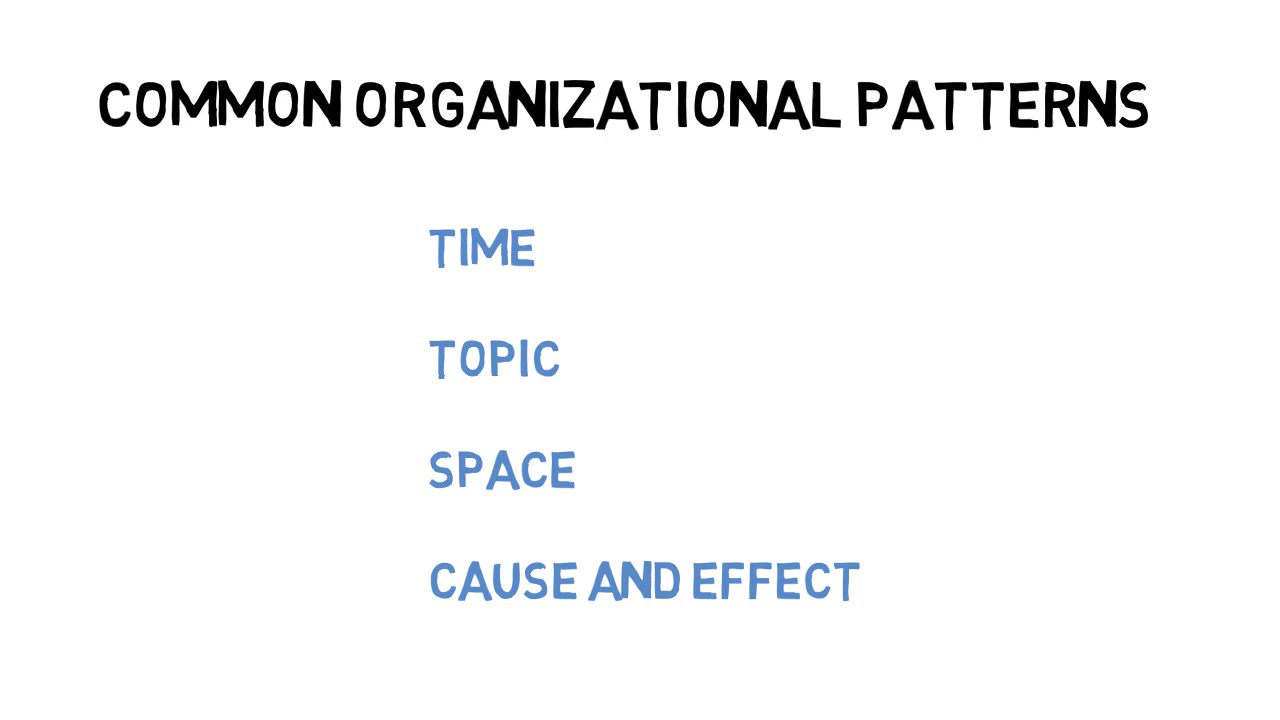 COMMON ORGANIZATIONAL PATTERNS
TIME
TOPIC
SPACE
CAUSE AND EFFECT